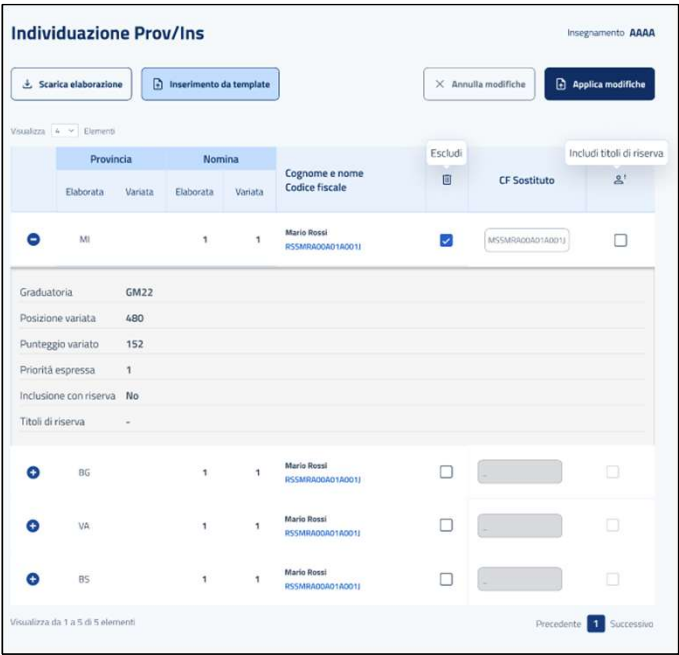 Individuazione Prov/Ins
Insegnamento AAAA
Scarica elaborazione
Inserimento da template
Annulla modifiche
Applica modifiche
Visualizza 4 Elementi
Escludi
Includi titoli di riserva
Provincia
Nomina
Cognome e nome
Codice fiscale
CF Sostituto
Elaborata Variata Elaborata Variata
MI 1 1 Mario Rossi MSSMRA00A01A001J
RSSMRA00A01A001J
Graduatoria GM22
Posizione variata 480
Punteggio variato 152
Priorità espressa 1
Inclusione con riserva No
Titoli di riserva -
BG 1 1 Mario Rossi
RSSMRA00A01A001J
VA 1 1 Mario Rossi
RSSMRA00A01A001J
BS 1 1 Mario Rossi
RSSMRA00A01A001J
Visualizza da 1 a 5 di 5 elementi
Precedente 1 Successivo